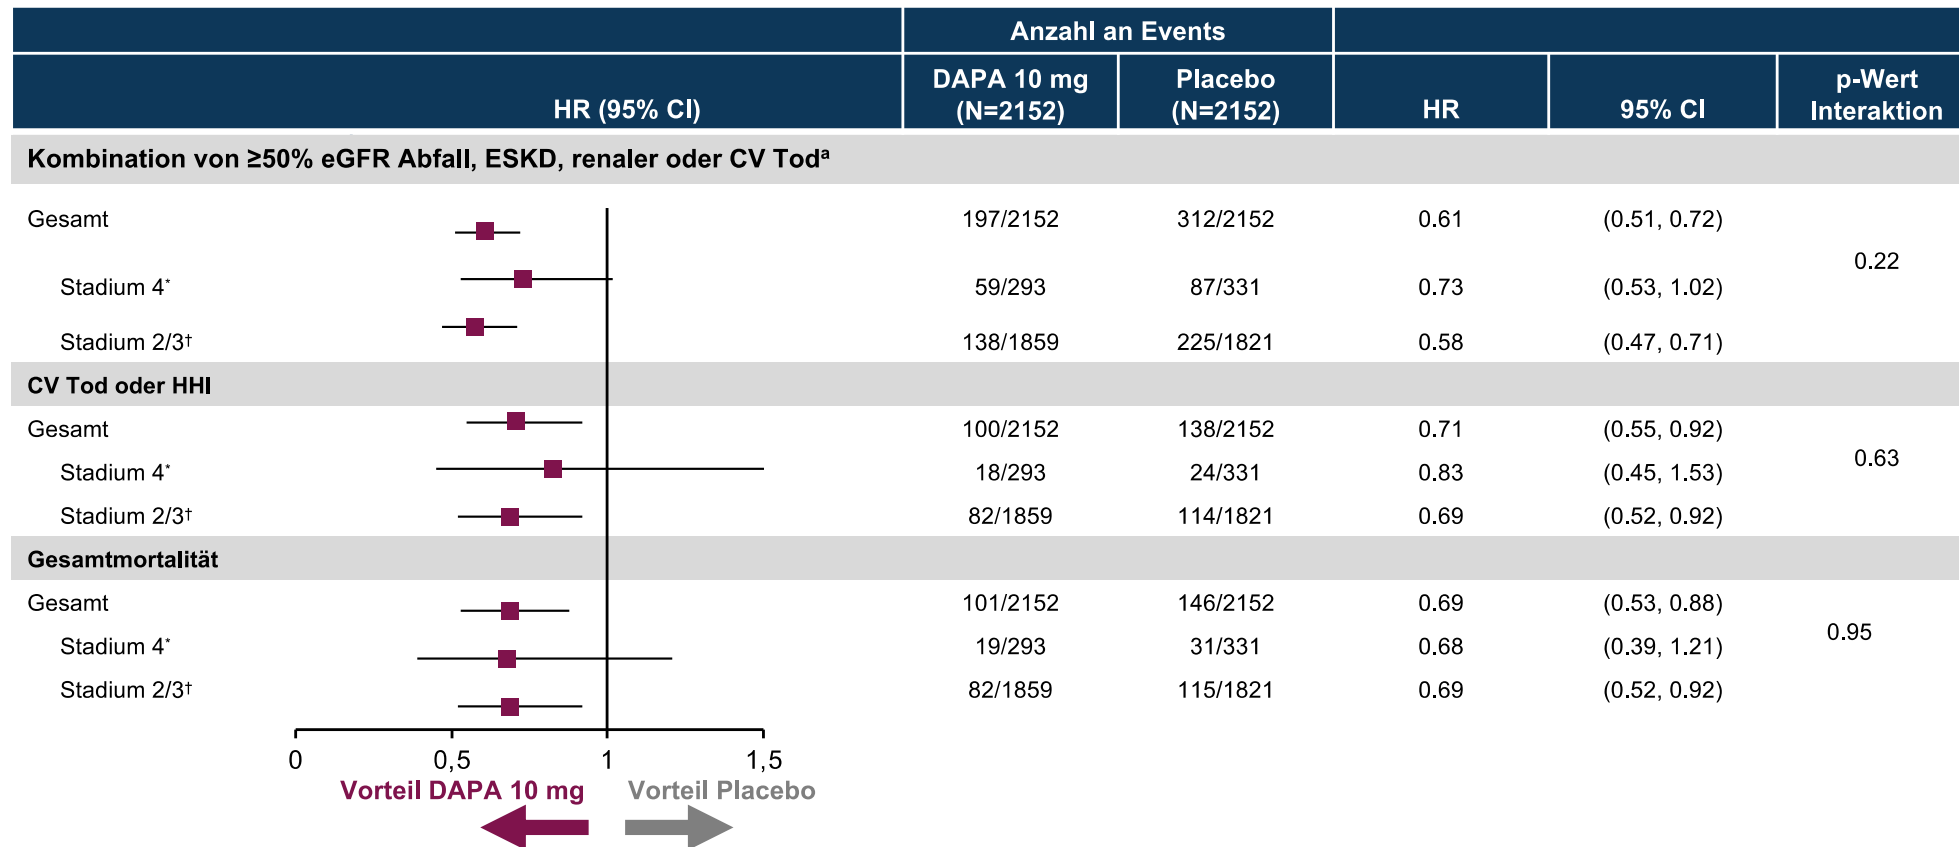 Anzahl an Events
HR (95% CI)
DAPA 10 mg
(N=2152)
Placebo
(N=2152)
HR
95% CI
p-Wert
Interaktion
Kombination von ≥50% eGFR Abfall, ESKD, renaler oder CV Todᵃ
Gesamt 197/2152 312/2152 0.61 (0.51, 0.72)
0.22
Stadium 4* 59/293 87/331 0.73 (0.53, 1.02)
Stadium 2/3† 138/1859 225/1821 0.58 (0.47, 0.71)
CV Tod oder HHI
Gesamt 100/2152 138/2152 0.71 (0.55, 0.92)
0.63
Stadium 4* 18/293 24/331 0.83 (0.45, 1.53)
Stadium 2/3† 82/1859 114/1821 0.69 (0.52, 0.92)
Gesamtmortalität
Gesamt 101/2152 146/2152 0.69 (0.53, 0.88)
0.95
Stadium 4* 19/293 31/331 0.68 (0.39, 1.21)
Stadium 2/3† 82/1859 115/1821 0.69 (0.52, 0.92)
0 0,5 1 1,5
Vorteil DAPA 10 mg Vorteil Placebo